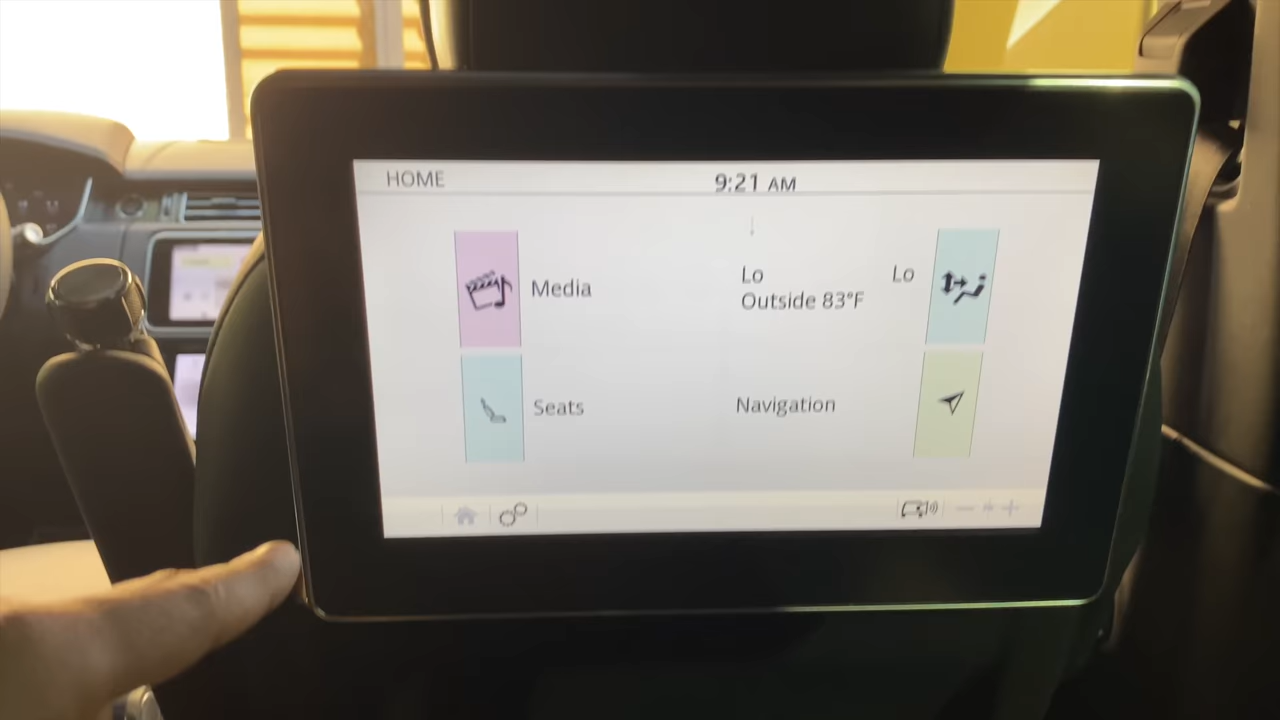 HOME
9:21 AM
Media
Lo
Lo
Outside 83°F
Seats
Navigation